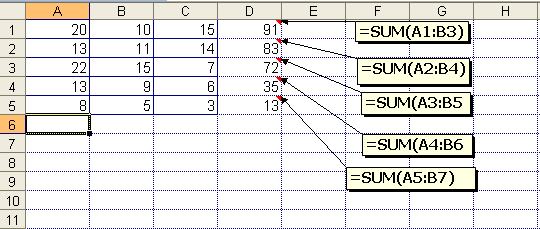 A B C D E F G H
1 20 10 15 91 =SUM(A1:B3)
2 13 11 14 83 =SUM(A2:B4)
3 22 15 7 72 =SUM(A3:B5
4 13 9 6 35 =SUM(A4:B6
5 8 5 3 13 =SUM(A5:B7)
6
7
8
9
10
11